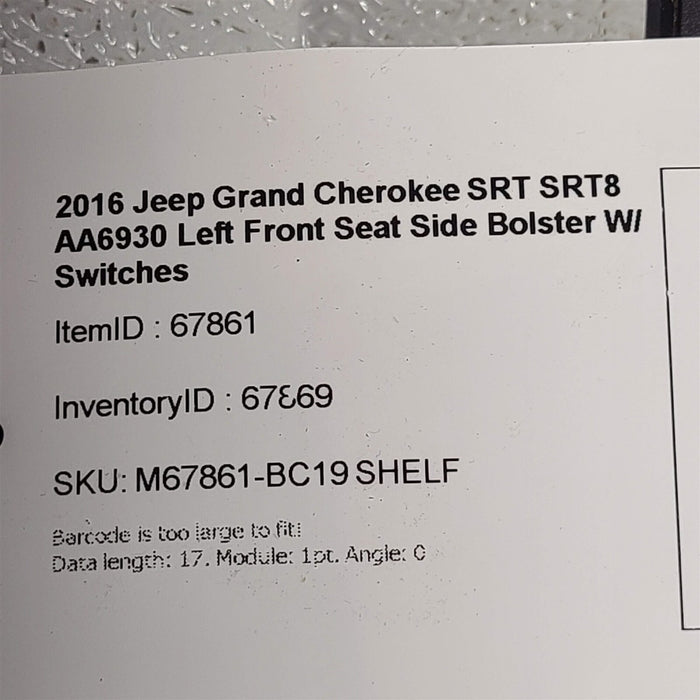 2016 Jeep Grand Cherokee SRT SRT8
AA6930 Left Front Seat Side Bolster W/
Switches
ItemID : 67861
InventoryID : 67869
SKU: M67861-BC19 SHELF
Barcode is too large to fit!
Data length: 17. Module: 1pt. Angle: 0